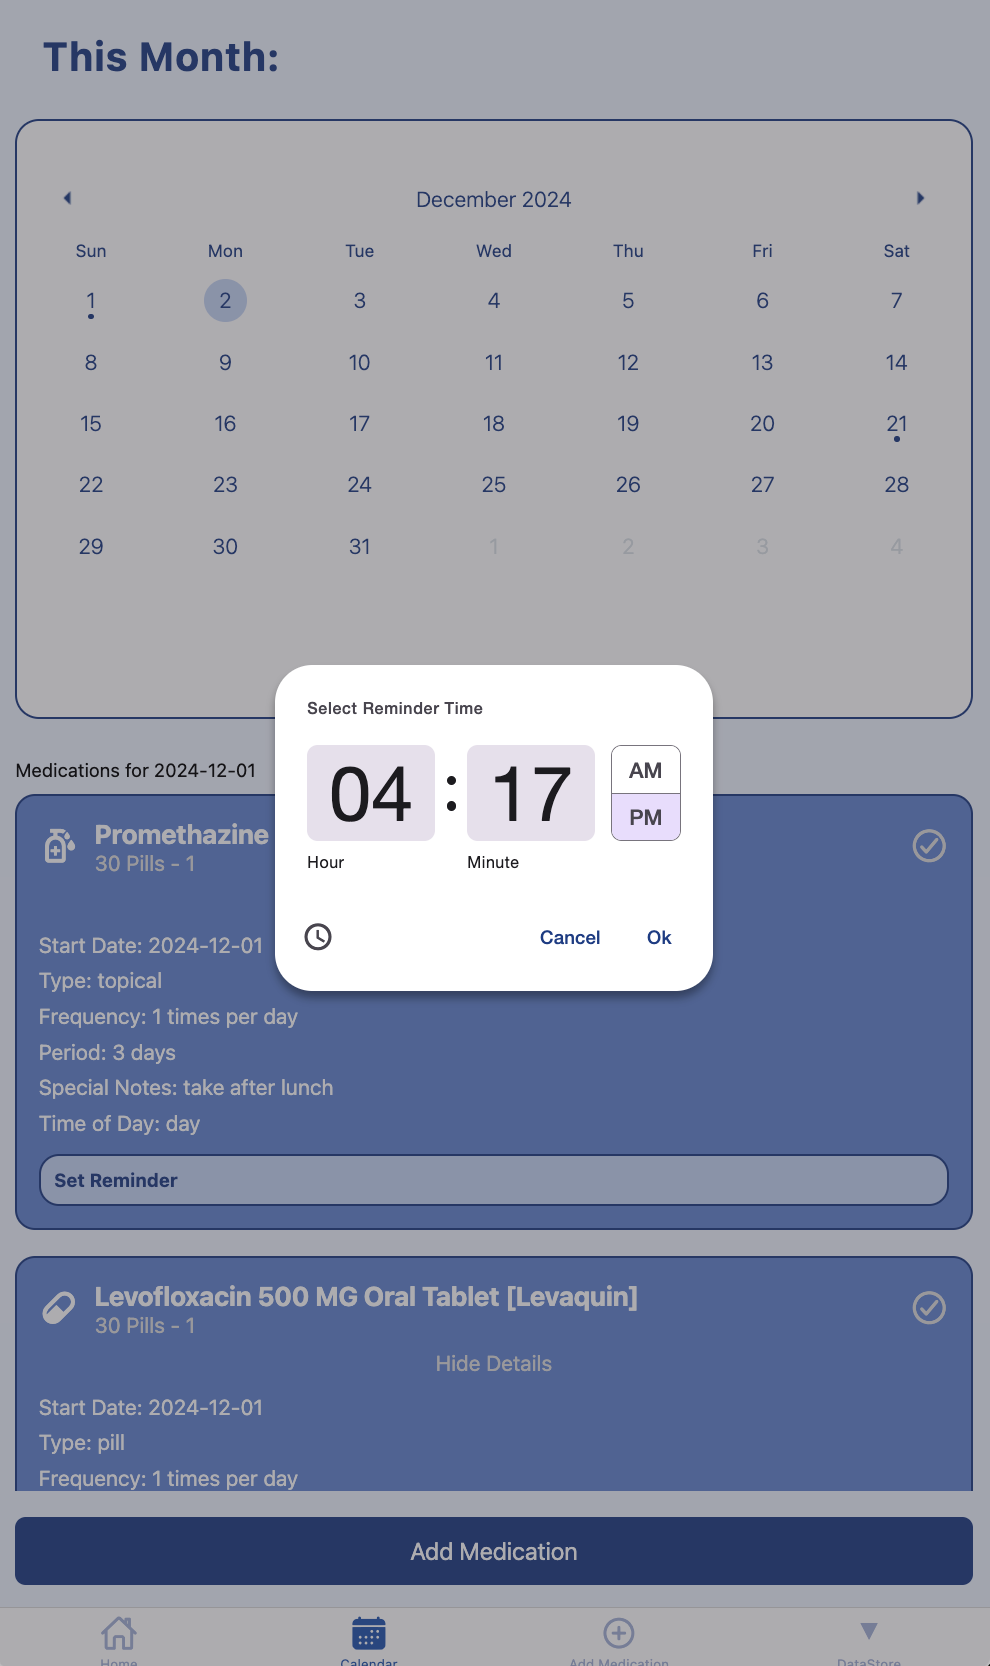 This Month:
December 2024
Sun Mon Tue Wed Thu Fri Sat
1 2 3 4 5 6 7
8 9 10 11 12 13 14
15 16 17 18 19 20 21
22 23 24 25 26 27 28
29 30 31 1 2 3 4
Select Reminder Time
04 : 17 AM
PM
Hour Minute
Cancel Ok
Medications for 2024-12-01
Promethazine
30 Pills - 1
Start Date: 2024-12-01
Type: topical
Frequency: 1 times per day
Period: 3 days
Special Notes: take after lunch
Time of Day: day
Set Reminder
Levofloxacin 500 MG Oral Tablet [Levaquin]
30 Pills - 1
Hide Details
Start Date: 2024-12-01
Type: pill
Frequency: 1 times per day
Add Medication
Home Calendar Add Medication DataStore